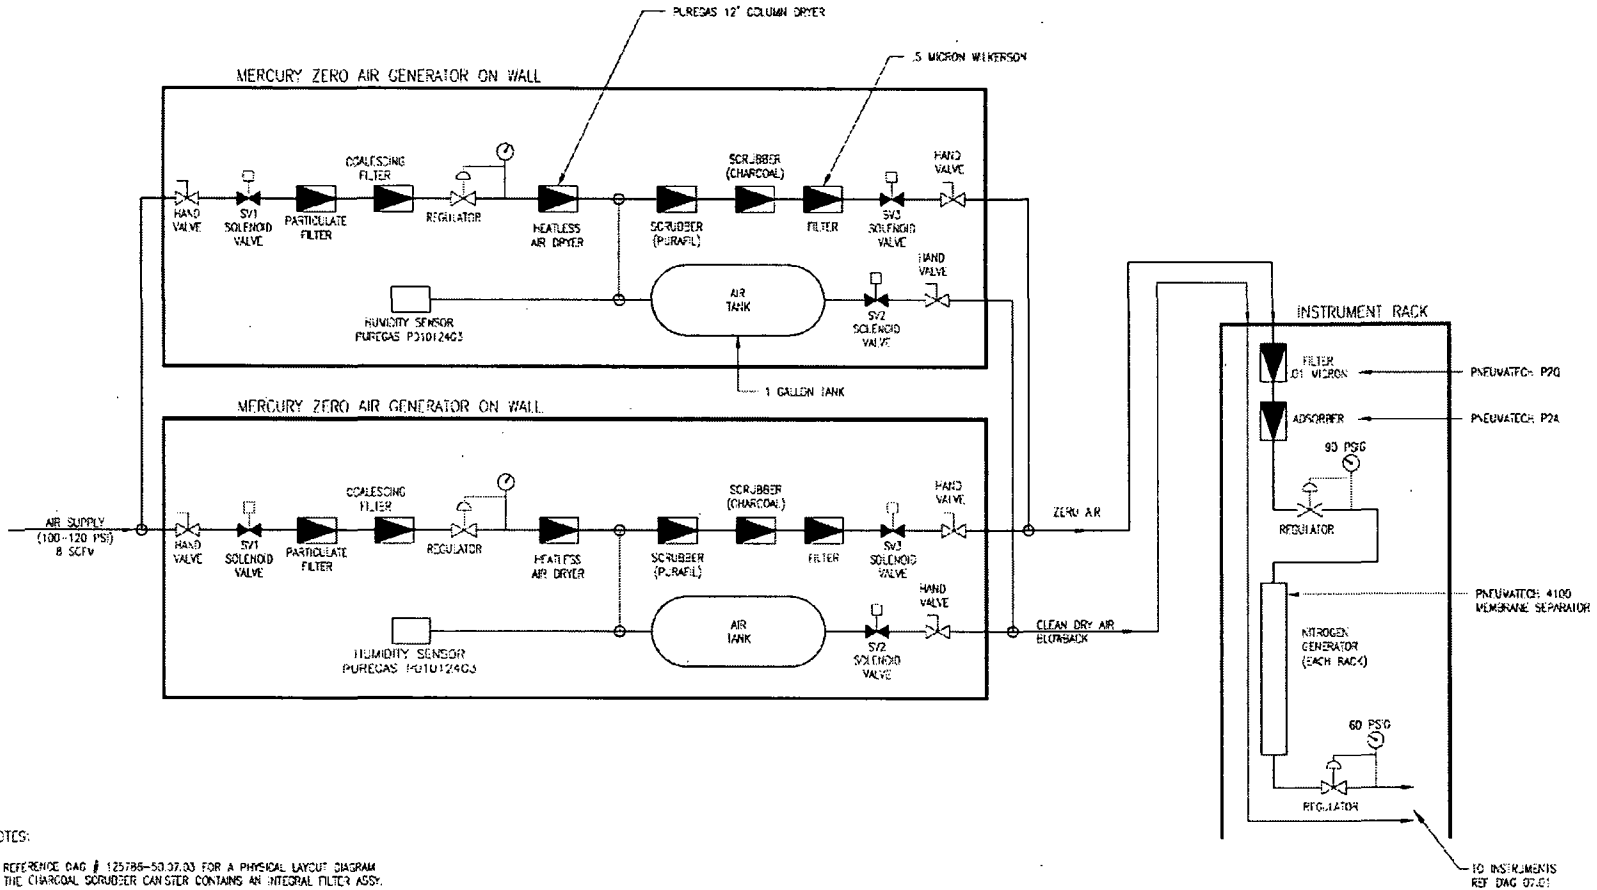 PUREGAS 12" COLUMN DRYER
.5 MICRON WILKERSON
MERCURY ZERO AIR GENERATOR ON WALL
HAND
VALVE
SV1
SOLENOID
VALVE
PARTICULATE
FILTER
COALESCING
FILTER
REGULATOR
HEATLESS
AIR DRYER
SCRUBBER
(PURAFIL)
SCRUBBER
(CHARCOAL)
FILTER
SV3
SOLENOID
VALVE
HAND
VALVE
HUMIDITY SENSOR
PUREGAS P01012403
AIR
TANK
SV2
SOLENOID
VALVE
HAND
VALVE
1 GALLON TANK
MERCURY ZERO AIR GENERATOR ON WALL
AIR SUPPLY
(100-120 PSI)
8 SCFM
HAND
VALVE
SV1
SOLENOID
VALVE
PARTICULATE
FILTER
COALESCING
FILTER
REGULATOR
HEATLESS
AIR DRYER
SCRUBBER
(PURAFIL)
SCRUBBER
(CHARCOAL)
FILTER
SV3
SOLENOID
VALVE
HAND
VALVE
HUMIDITY SENSOR
PUREGAS P01012403
AIR
TANK
SV2
SOLENOID
VALVE
HAND
VALVE
ZERO AIR
CLEAN DRY AIR
BLOWBACK
INSTRUMENT RACK
FILTER
.01 MICRON
PNEUMATECH
ADSORBER
PNEUMATECH P2A
90 PSIG
REGULATOR
PNEUMATECH 4100
MEMBRANE SEPARATOR
NITROGEN
GENERATOR
(EACH RACK)
60 PSIG
REGULATOR
TO INSTRUMENTS
REF DWG 07.01
OTES:
REFERENCE DWG # 125786-50.07.03 FOR A PHYSICAL LAYOUT DIAGRAM
THE CHARCOAL SCRUBBER CANISTER CONTAINS AN INTEGRAL FILTER ASSY.